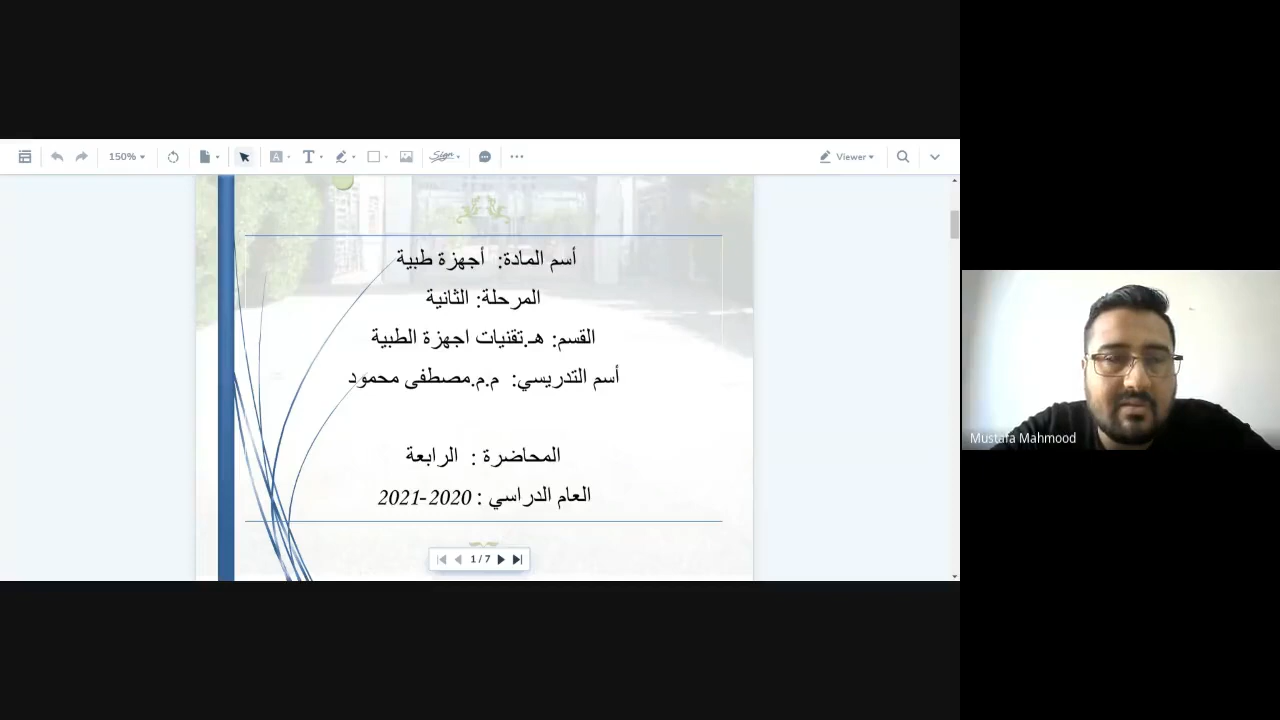 150%
Sign
Viewer
أسم المادة: أجهزة طبية
المرحلة: الثانية
القسم: هـ.تقنيات اجهزة الطبية
أسم التدريسي: م.م.مصطفى محمود
المحاضرة : الرابعة
العام الدراسي : 2020-2021
1 / 7
Mustafa Mahmood